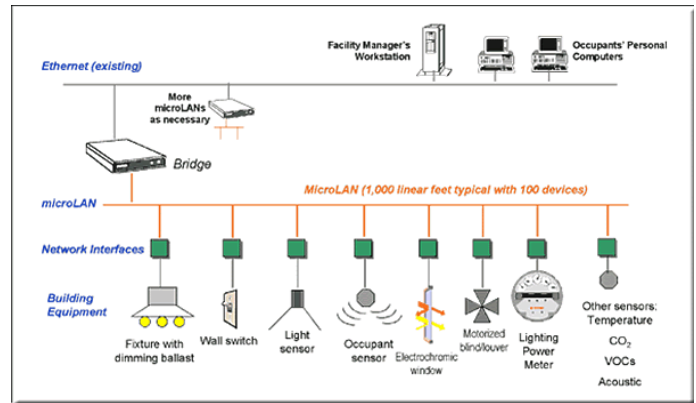 Facility Manager's
Workstation
Occupants' Personal
Computers
Ethernet (existing)
More
microLANs
as necessary
Bridge
MicroLAN (1,000 linear feet typical with 100 devices)
microLAN
Network Interfaces
Building
Equipment
Fixture with
dimming ballast
Wall switch
Light
sensor
Occupant
sensor
Electrochromic
window
Motorized
blind/louver
Lighting
Power
Meter
Other sensors:
Temperature
CO₂
VOCs
Acoustic